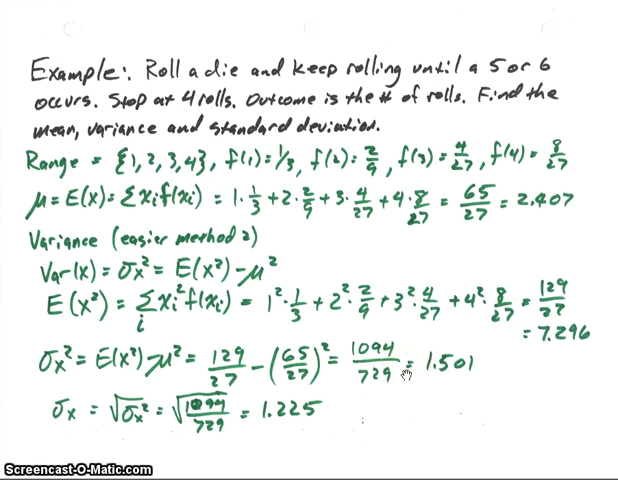 Example: Roll a die and keep rolling until a 5 or 6
occurs. Stop at 4 rolls. Outcome is the # of rolls. Find the
mean, variance and standard deviation.
Range = {1, 2, 3, 4}, f(1)=1/3, f(2)=2/9, f(3)=4/27, f(4)=8/27
μ = E(x) = Σxᵢf(xᵢ) = 1·1/3 + 2·2/9 + 3·4/27 + 4·8/27 = 65/27 = 2.407
Variance (easier method 2)
Var(x) = σx² = E(x²) - μ²
E(x²) = Σᵢ xᵢ² f(xᵢ) = 1²·1/3 + 2²·2/9 + 3²·4/27 + 4²·8/27 = 129/27
= 7.296
σx² = E(x²) - μ² = 129/27 - (65/27)² = 1094/729 = 1.501
σx = √σx² = √1094/729 = 1.225
Screencast-O-Matic.com